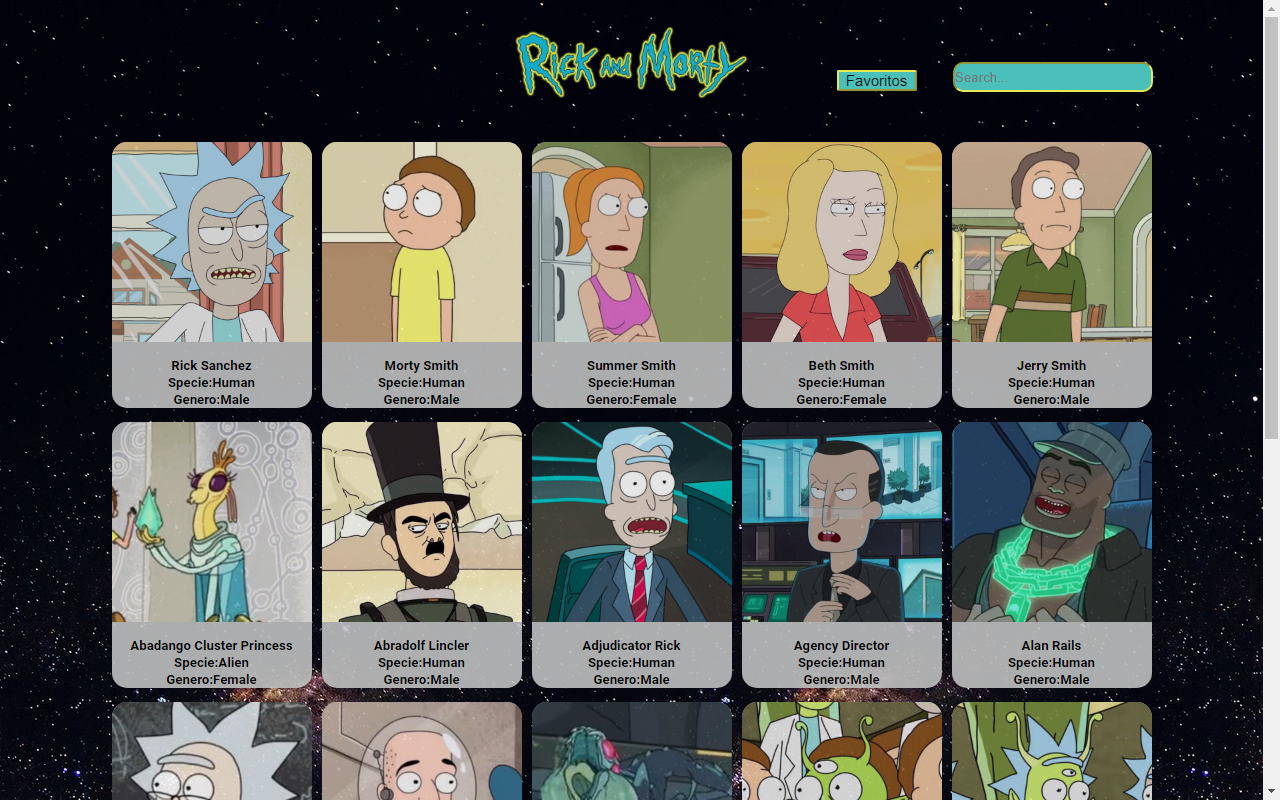 Rick and Morty
Favoritos
Search...
Rick Sanchez
Specie:Human
Genero:Male
Morty Smith
Specie:Human
Genero:Male
Summer Smith
Specie:Human
Genero:Female
Beth Smith
Specie:Human
Genero:Female
Jerry Smith
Specie:Human
Genero:Male
Abadango Cluster Princess
Specie:Alien
Genero:Female
Abradolf Lincler
Specie:Human
Genero:Male
Adjudicator Rick
Specie:Human
Genero:Male
Agency Director
Specie:Human
Genero:Male
Alan Rails
Specie:Human
Genero:Male